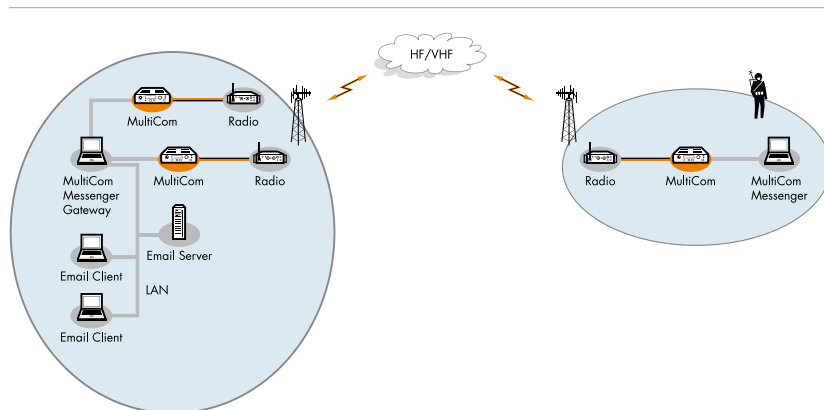 HF/VHF
MultiCom
Radio
MultiCom
Messenger
Gateway
MultiCom
Radio
Email Server
Email Client
LAN
Email Client
Radio
MultiCom
MultiCom
Messenger